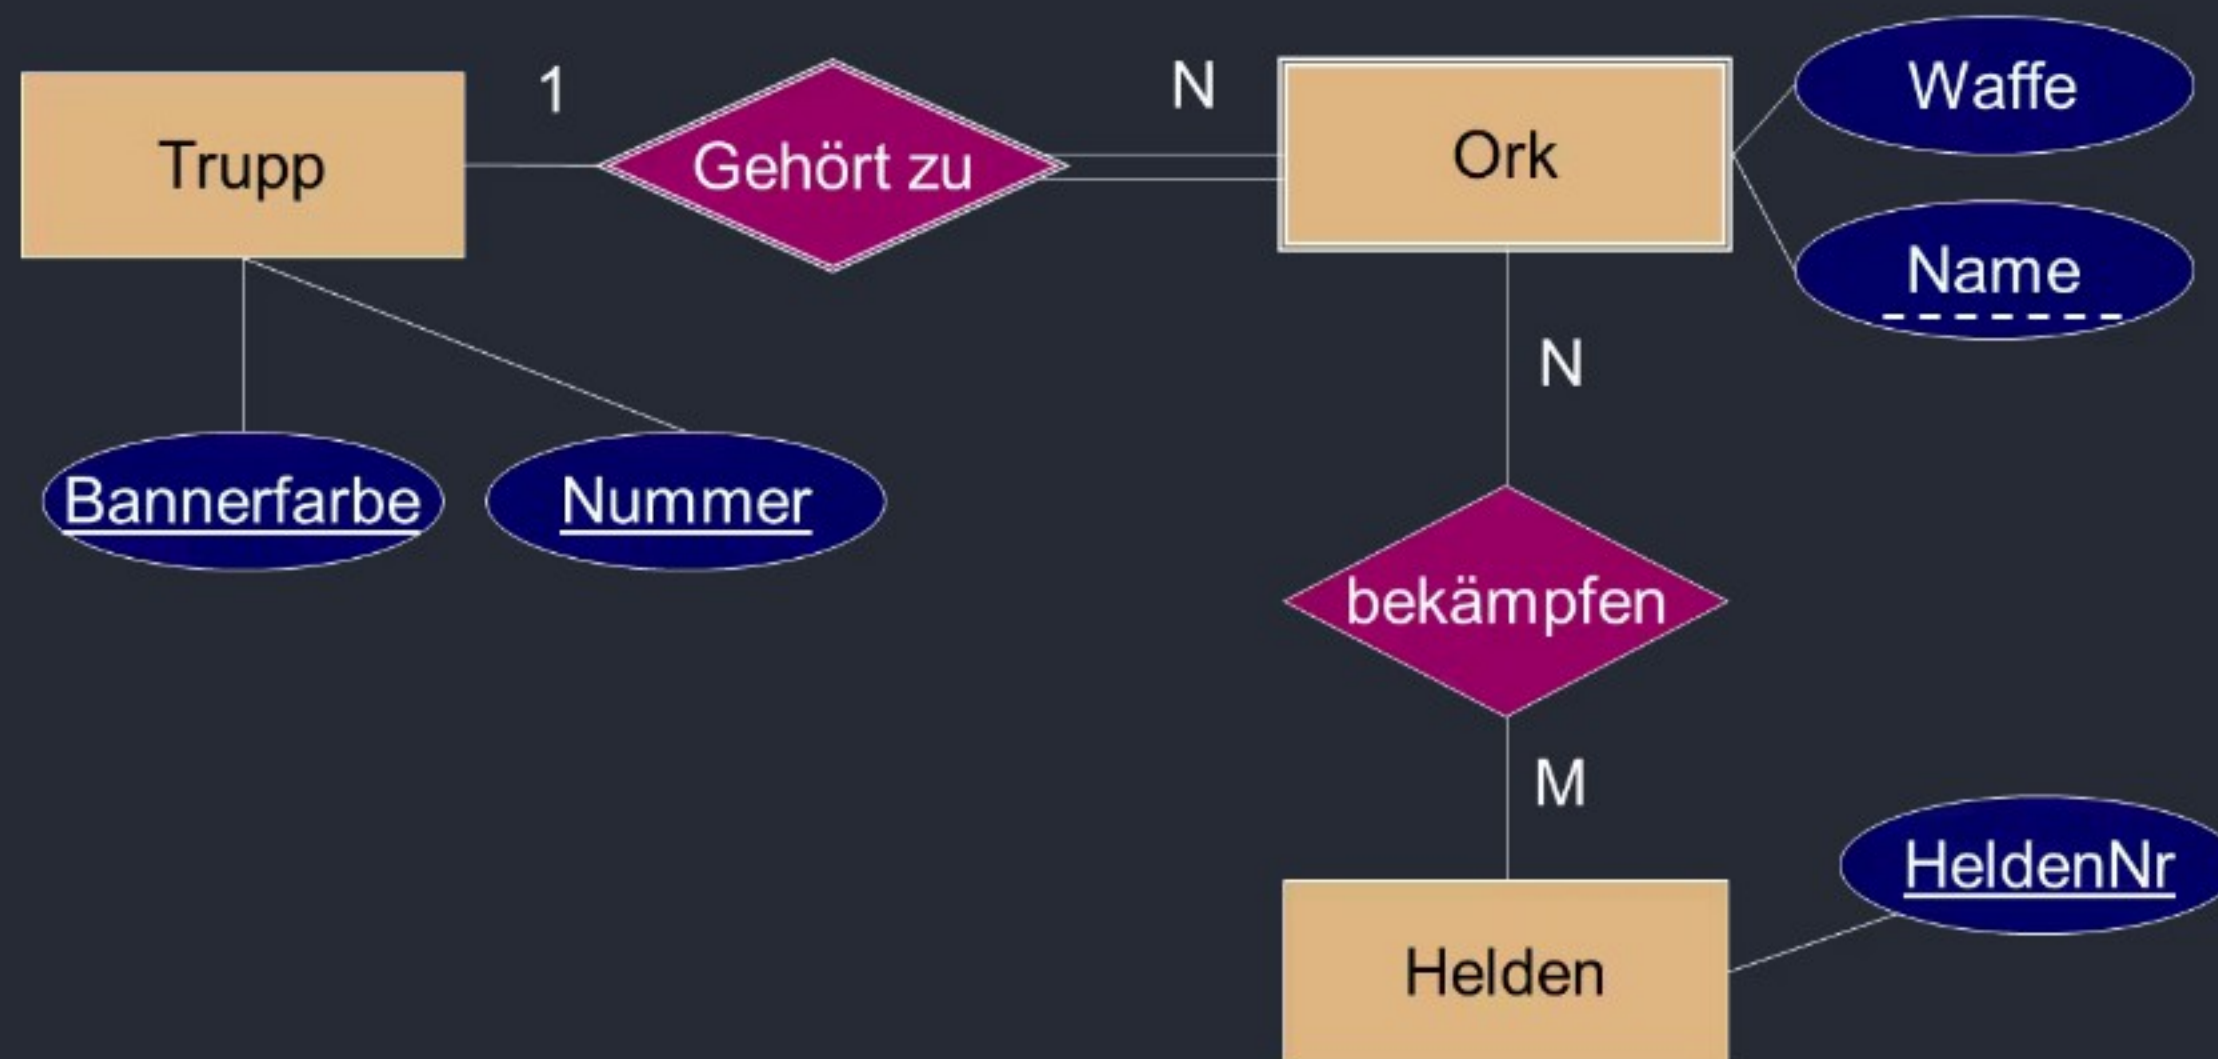 1
N
Waffe
Trupp
Gehört zu
Ork
Name
N
Bannerfarbe
Nummer
bekämpfen
M
HeldenNr
Helden